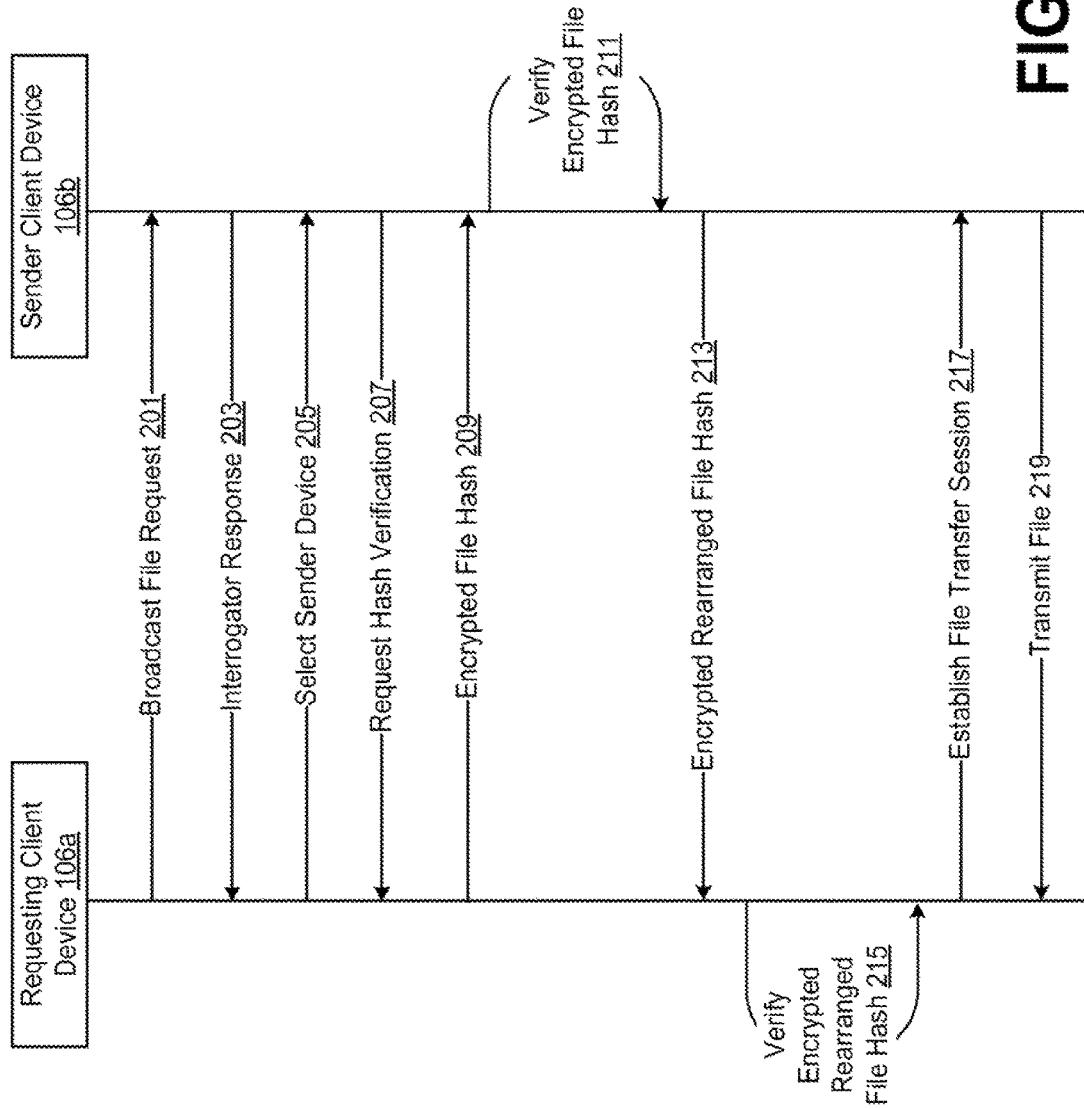 Requesting Client
Device 106a
Sender Client Device
106b
Broadcast File Request 201
Interrogator Response 203
Select Sender Device 205
Request Hash Verification 207
Encrypted File Hash 209
Verify
Encrypted File
Hash 211
Encrypted Rearranged File Hash 213
Verify
Encrypted
Rearranged
File Hash 215
Establish File Transfer Session 217
Transmit File 219
FIG